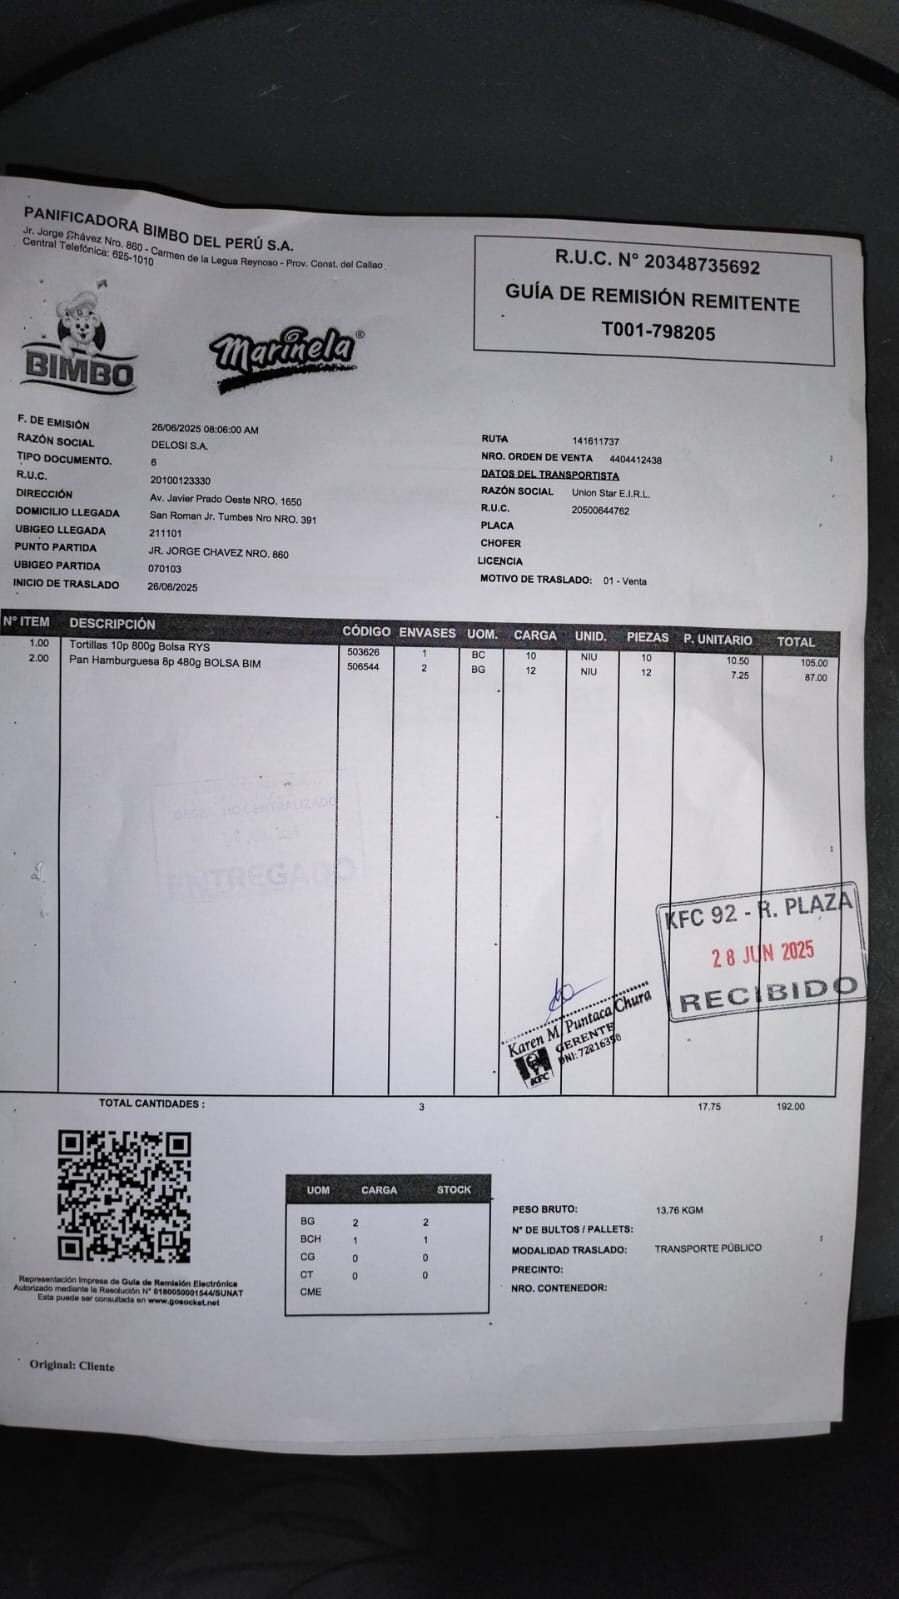 PANIFICADORA BIMBO DEL PERÚ S.A.
Jr. Jorge Chávez Nro. 860 - Carmen de la Legua Reynoso - Prov. Const. del Callao
Central Telefónica: 625-1010
R.U.C. N° 20348735692
GUÍA DE REMISIÓN REMITENTE
T001-798205
BIMBO
Marinela®
F. DE EMISIÓN 26/06/2025 08:06:00 AM
RAZÓN SOCIAL DELOSI S.A.
TIPO DOCUMENTO. 6
R.U.C. 20100123330
DIRECCIÓN Av. Javier Prado Oeste NRO. 1650
DOMICILIO LLEGADA San Roman Jr. Tumbes Nro NRO. 391
UBIGEO LLEGADA 211101
PUNTO PARTIDA JR. JORGE CHAVEZ NRO. 860
UBIGEO PARTIDA 070103
INICIO DE TRASLADO 26/06/2025
RUTA 141611737
NRO. ORDEN DE VENTA 4404412438
DATOS DEL TRANSPORTISTA
RAZÓN SOCIAL Union Star E.I.R.L.
R.U.C. 20500644762
PLACA
CHOFER
LICENCIA
MOTIVO DE TRASLADO: 01 - Venta
N° ITEM DESCRIPCIÓN CÓDIGO ENVASES UOM. CARGA UNID. PIEZAS P. UNITARIO TOTAL
1.00 Tortillas 10p 800g Bolsa RYS 503626 1 BC 10 NIU 10 10.50 105.00
2.00 Pan Hamburguesa 8p 480g BOLSA BIM 506544 2 BG 12 NIU 12 7.25 87.00
ENTREGADO
KFC 92 - R. PLAZA
28 JUN 2025
RECIBIDO
Karen M. Puntaca Chura
GERENTE
DNI: 72216356
KFC
TOTAL CANTIDADES : 3 17.75 192.00
UOM CARGA STOCK
BG 2 2
BCH 1 1
CG 0 0
CT 0 0
CME
PESO BRUTO: 13.76 KGM
N° DE BULTOS / PALLETS:
MODALIDAD TRASLADO: TRANSPORTE PÚBLICO
PRECINTO:
NRO. CONTENEDOR:
Representación Impresa de Guía de Remisión Electrónica
Autorizado mediante la Resolución N° 0180050001544/SUNAT
Esta puede ser consultada en www.gosocket.net
Original: Cliente